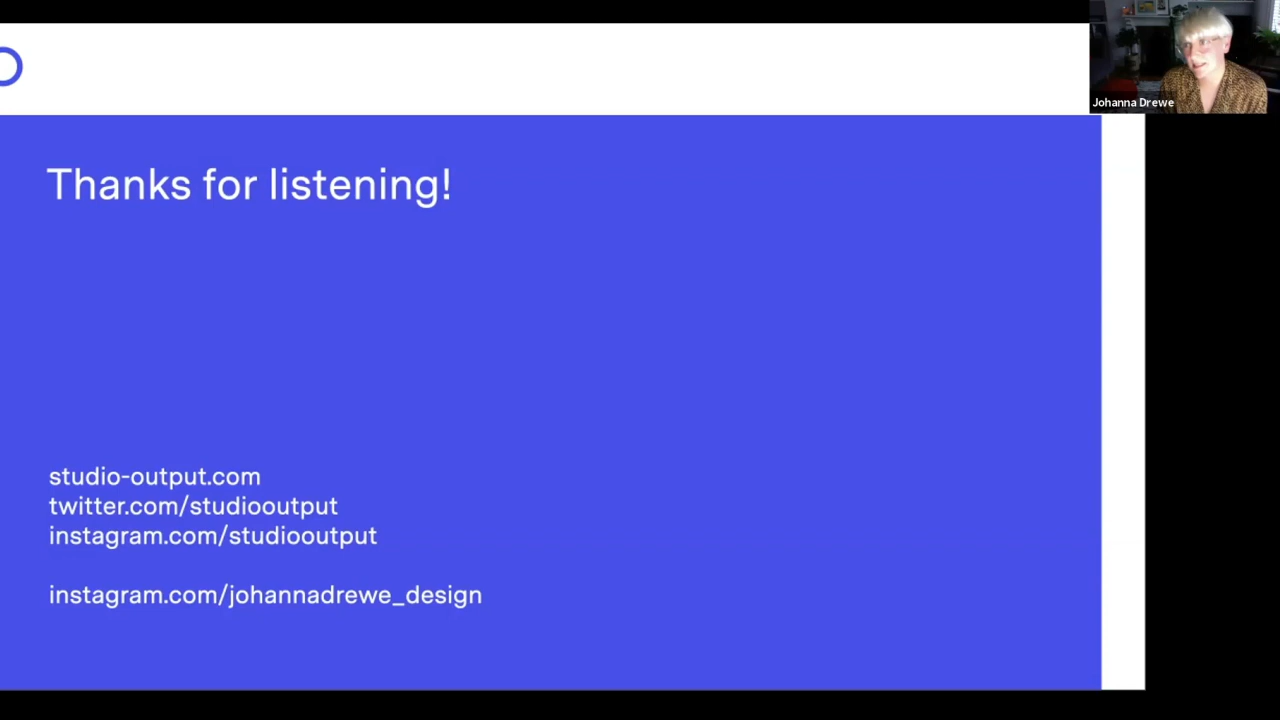 Johanna Drewe
Thanks for listening!
studio-output.com
twitter.com/studiooutput
instagram.com/studiooutput
instagram.com/johannadrewe_design